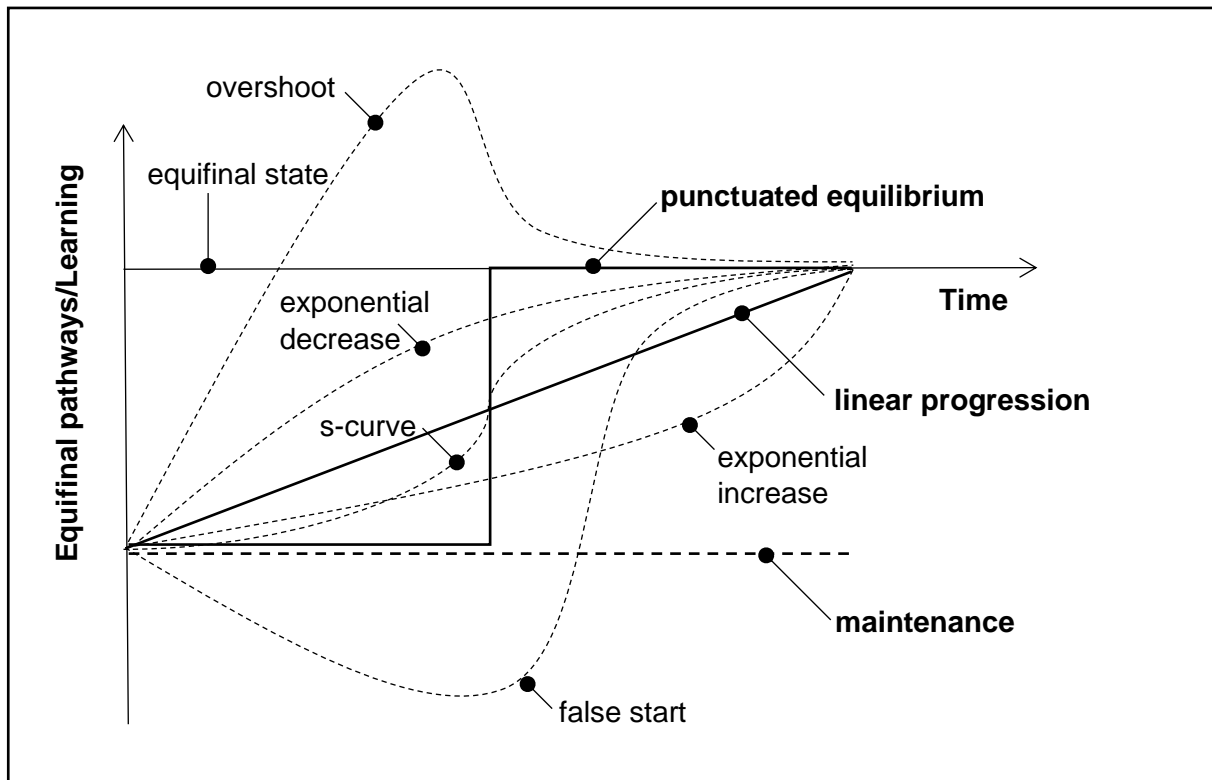 overshoot
equifinal state
punctuated equilibrium
Equifinal pathways/Learning
exponential
decrease
Time
linear progression
s-curve
exponential
increase
maintenance
false start